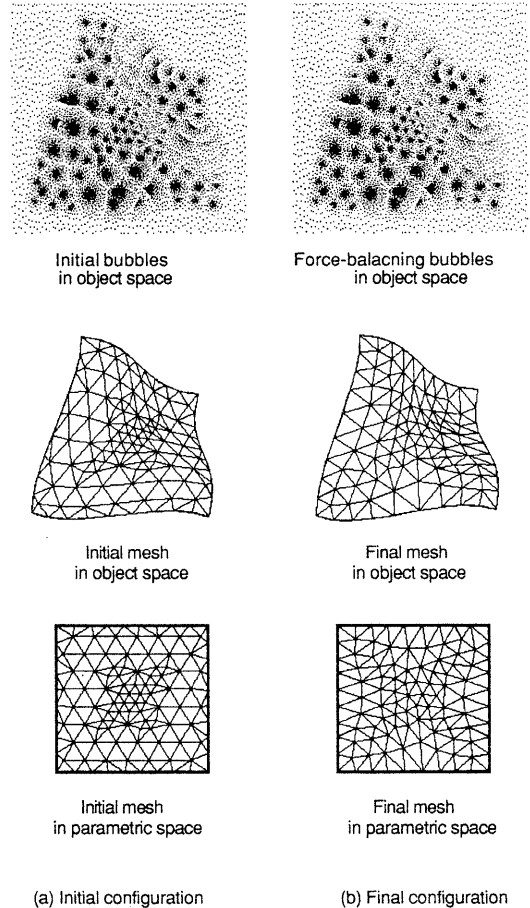 Initial bubbles
in object space
Force-balacning bubbles
in object space
Initial mesh
in object space
Final mesh
in object space
Initial mesh
in parametric space
Final mesh
in parametric space
(a) Initial configuration
(b) Final configuration